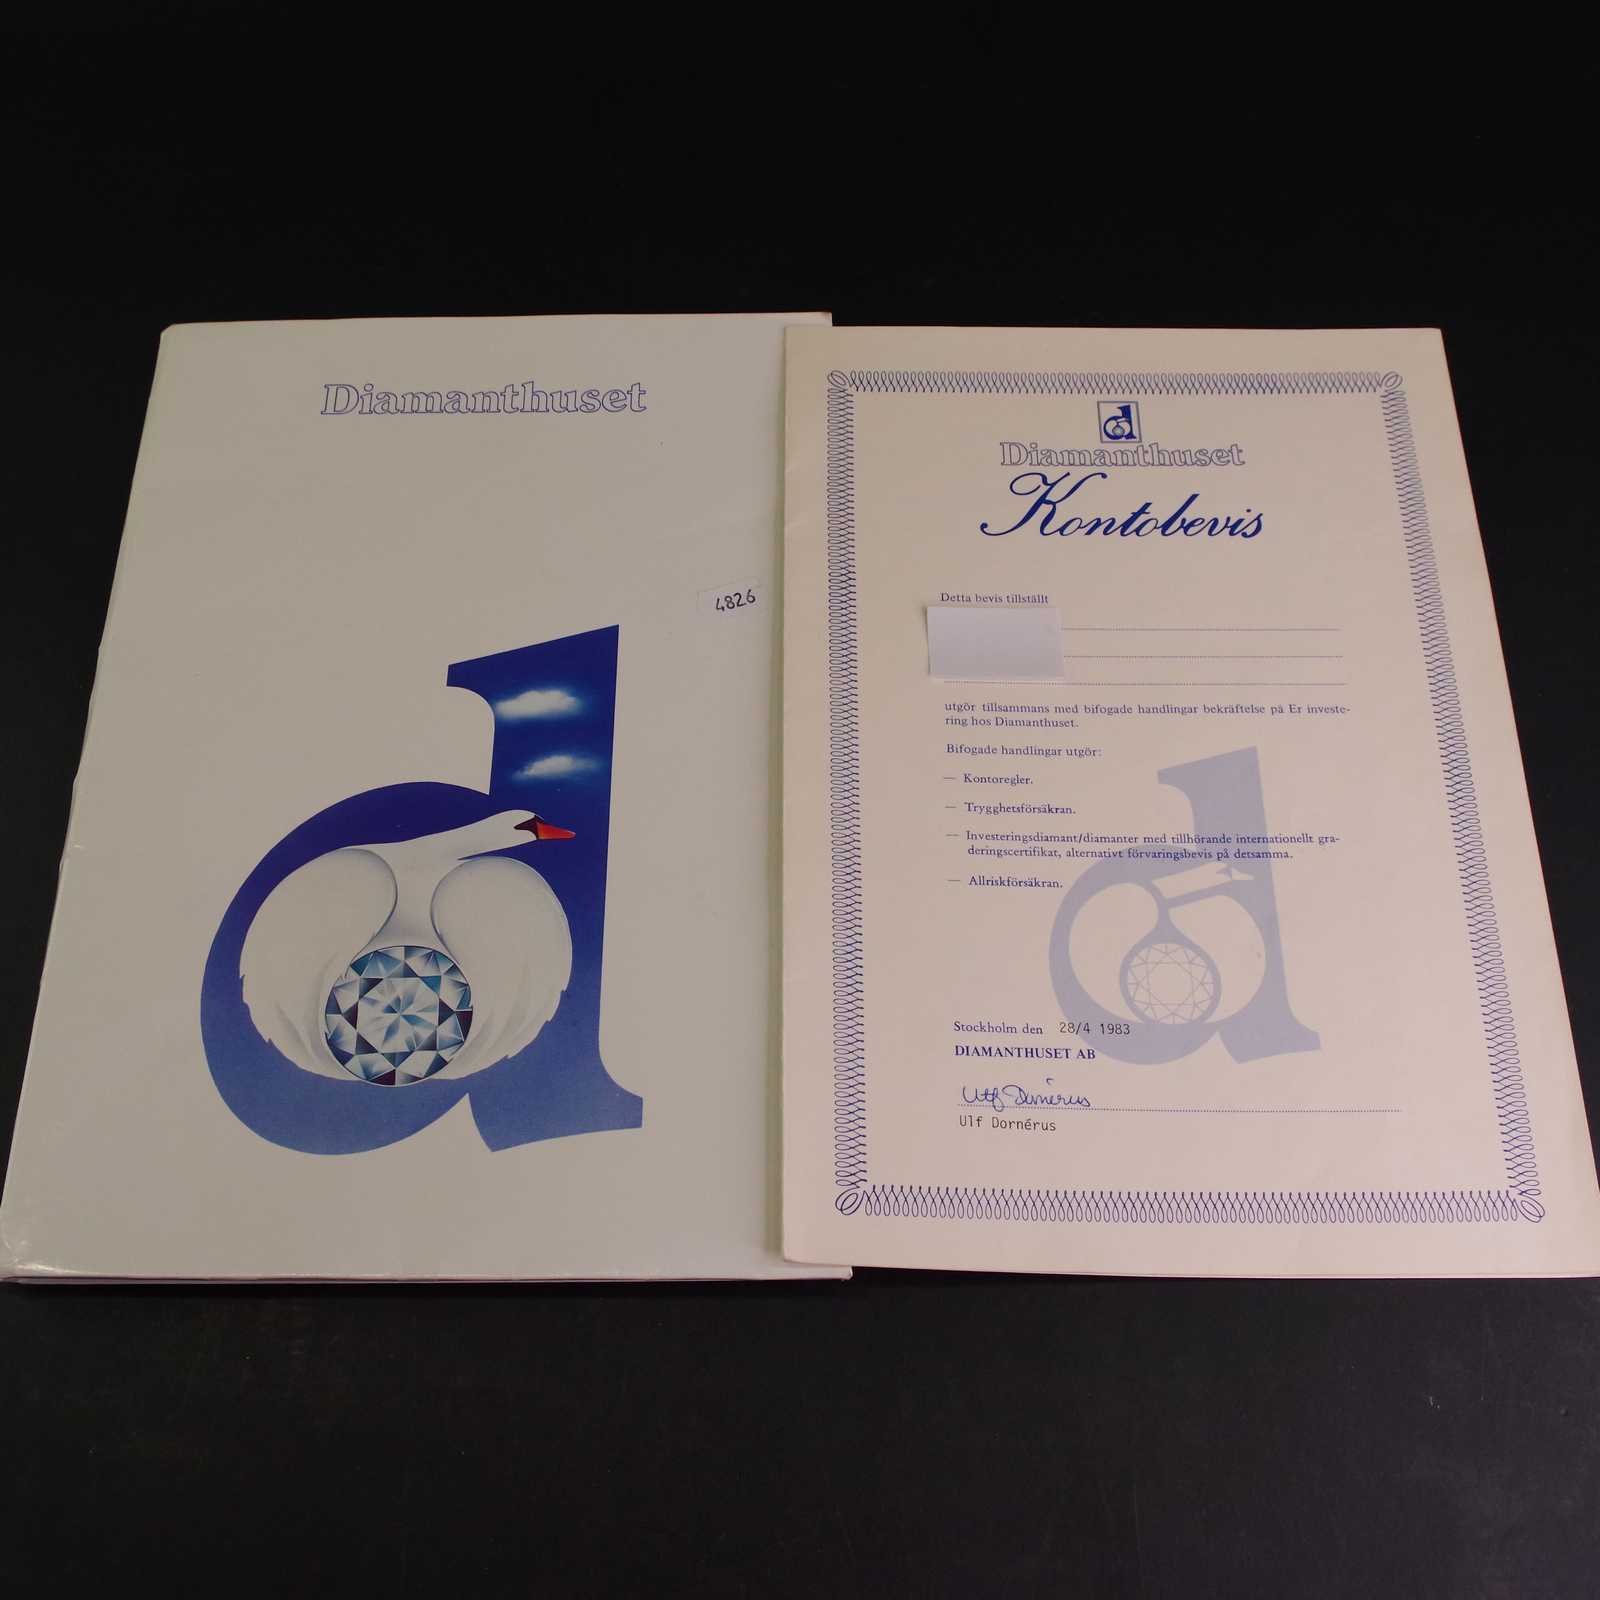 Diamanthuset
4826
Diamanthuset
Kontobevis
Detta bevis tillställt
utgör tillsammans med bifogade handlingar bekräftelse på Er investe-
ring hos Diamanthuset.
Bifogade handlingar utgör:
— Kontoregler.
— Trygghetsförsäkran.
— Investeringsdiamant/diamanter med tillhörande internationellt gra-
deringscertifikat, alternativt förvaringsbevis på detsamma.
— Allriskförsäkran.
Stockholm den 28/4 1983
DIAMANTHUSET AB
Ulf Dornérus
Ulf Dornérus